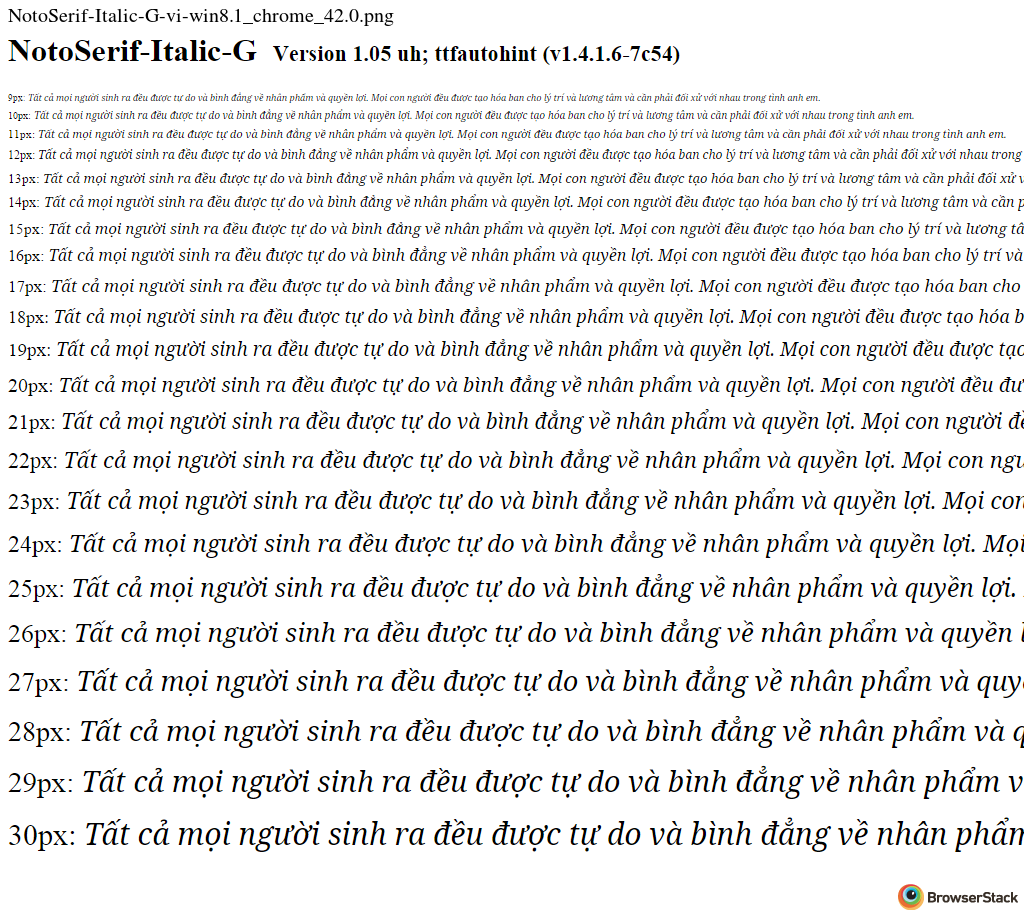 NotoSerif-Italic-G-vi-win8.1_chrome_42.0.png
NotoSerif-Italic-G Version 1.05 uh; ttfautohint (v1.4.1.6-7c54)
9px: Tất cả mọi người sinh ra đều được tự do và bình đẳng về nhân phẩm và quyền lợi. Mọi con người đều được tạo hóa ban cho lý trí và lương tâm và cần phải đối xử với nhau trong tình anh em.
10px: Tất cả mọi người sinh ra đều được tự do và bình đẳng về nhân phẩm và quyền lợi. Mọi con người đều được tạo hóa ban cho lý trí và lương tâm và cần phải đối xử với nhau trong tình anh em.
11px: Tất cả mọi người sinh ra đều được tự do và bình đẳng về nhân phẩm và quyền lợi. Mọi con người đều được tạo hóa ban cho lý trí và lương tâm và cần phải đối xử với nhau trong tình anh em.
12px: Tất cả mọi người sinh ra đều được tự do và bình đẳng về nhân phẩm và quyền lợi. Mọi con người đều được tạo hóa ban cho lý trí và lương tâm và cần phải đối xử với nhau trong
13px: Tất cả mọi người sinh ra đều được tự do và bình đẳng về nhân phẩm và quyền lợi. Mọi con người đều được tạo hóa ban cho lý trí và lương tâm và cần phải đối xử v
14px: Tất cả mọi người sinh ra đều được tự do và bình đẳng về nhân phẩm và quyền lợi. Mọi con người đều được tạo hóa ban cho lý trí và lương tâm và cần p
15px: Tất cả mọi người sinh ra đều được tự do và bình đẳng về nhân phẩm và quyền lợi. Mọi con người đều được tạo hóa ban cho lý trí và lương tâ
16px: Tất cả mọi người sinh ra đều được tự do và bình đẳng về nhân phẩm và quyền lợi. Mọi con người đều được tạo hóa ban cho lý trí và
17px: Tất cả mọi người sinh ra đều được tự do và bình đẳng về nhân phẩm và quyền lợi. Mọi con người đều được tạo hóa ban cho
18px: Tất cả mọi người sinh ra đều được tự do và bình đẳng về nhân phẩm và quyền lợi. Mọi con người đều được tạo hóa b
19px: Tất cả mọi người sinh ra đều được tự do và bình đẳng về nhân phẩm và quyền lợi. Mọi con người đều được tạo
20px: Tất cả mọi người sinh ra đều được tự do và bình đẳng về nhân phẩm và quyền lợi. Mọi con người đều đư
21px: Tất cả mọi người sinh ra đều được tự do và bình đẳng về nhân phẩm và quyền lợi. Mọi con người đề
22px: Tất cả mọi người sinh ra đều được tự do và bình đẳng về nhân phẩm và quyền lợi. Mọi con ngư
23px: Tất cả mọi người sinh ra đều được tự do và bình đẳng về nhân phẩm và quyền lợi. Mọi con
24px: Tất cả mọi người sinh ra đều được tự do và bình đẳng về nhân phẩm và quyền lợi. Mọi
25px: Tất cả mọi người sinh ra đều được tự do và bình đẳng về nhân phẩm và quyền lợi.
26px: Tất cả mọi người sinh ra đều được tự do và bình đẳng về nhân phẩm và quyền l
27px: Tất cả mọi người sinh ra đều được tự do và bình đẳng về nhân phẩm và quy
28px: Tất cả mọi người sinh ra đều được tự do và bình đẳng về nhân phẩm và q
29px: Tất cả mọi người sinh ra đều được tự do và bình đẳng về nhân phẩm v
30px: Tất cả mọi người sinh ra đều được tự do và bình đẳng về nhân phẩm
BrowserStack